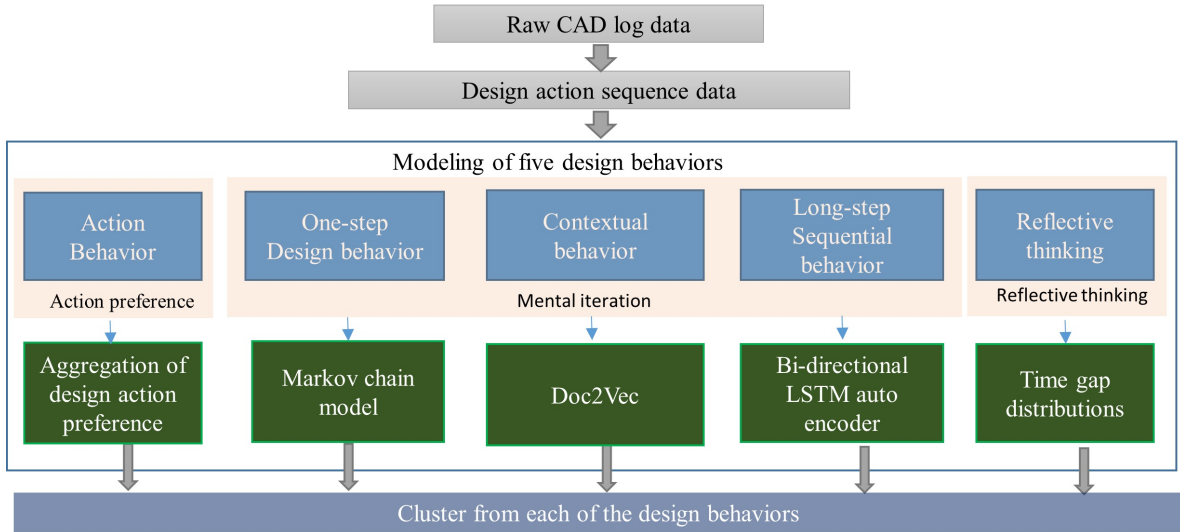 Raw CAD log data
Design action sequence data
Modeling of five design behaviors
Action
Behavior
One-step
Design behavior
Contextual
behavior
Long-step
Sequential
behavior
Reflective
thinking
Action preference
Mental iteration
Reflective thinking
Aggregation of
design action
preference
Markov chain
model
Doc2Vec
Bi-directional
LSTM auto
encoder
Time gap
distributions
Cluster from each of the design behaviors